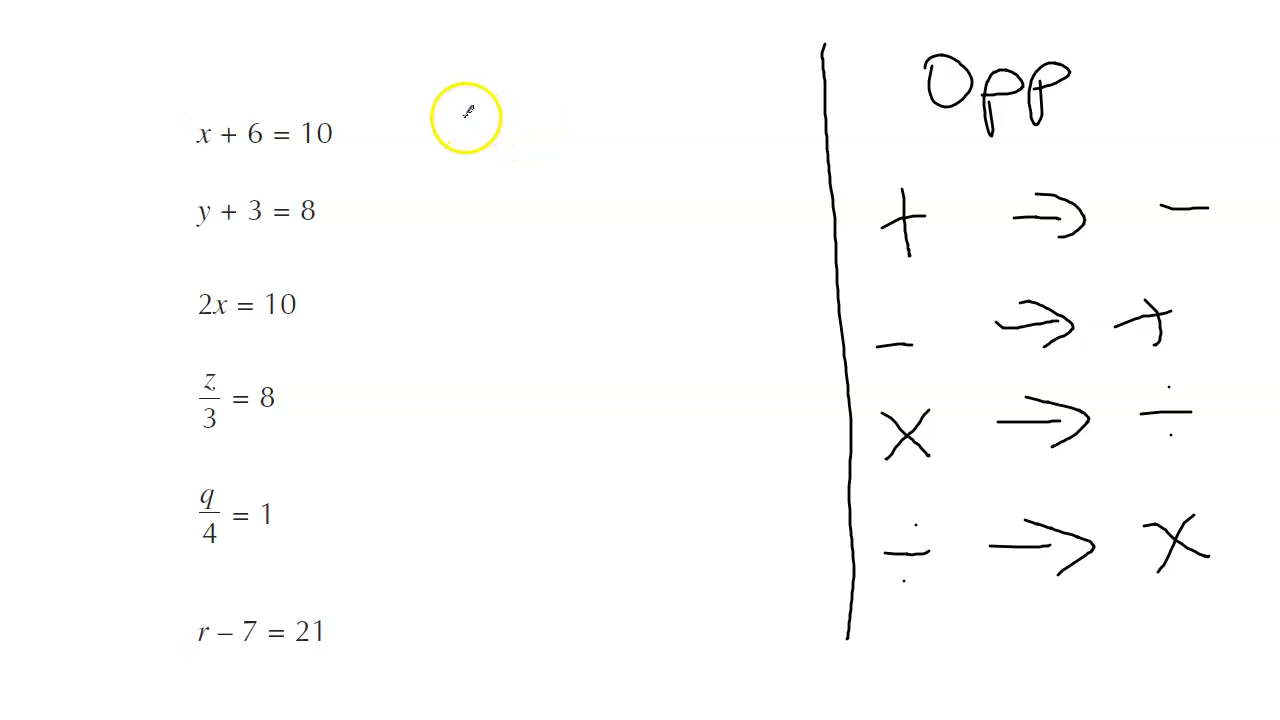 x + 6 = 10
y + 3 = 8
2x = 10
z/3 = 8
q/4 = 1
r – 7 = 21
Opp
+ → -
- → +
× → ÷
÷ → ×